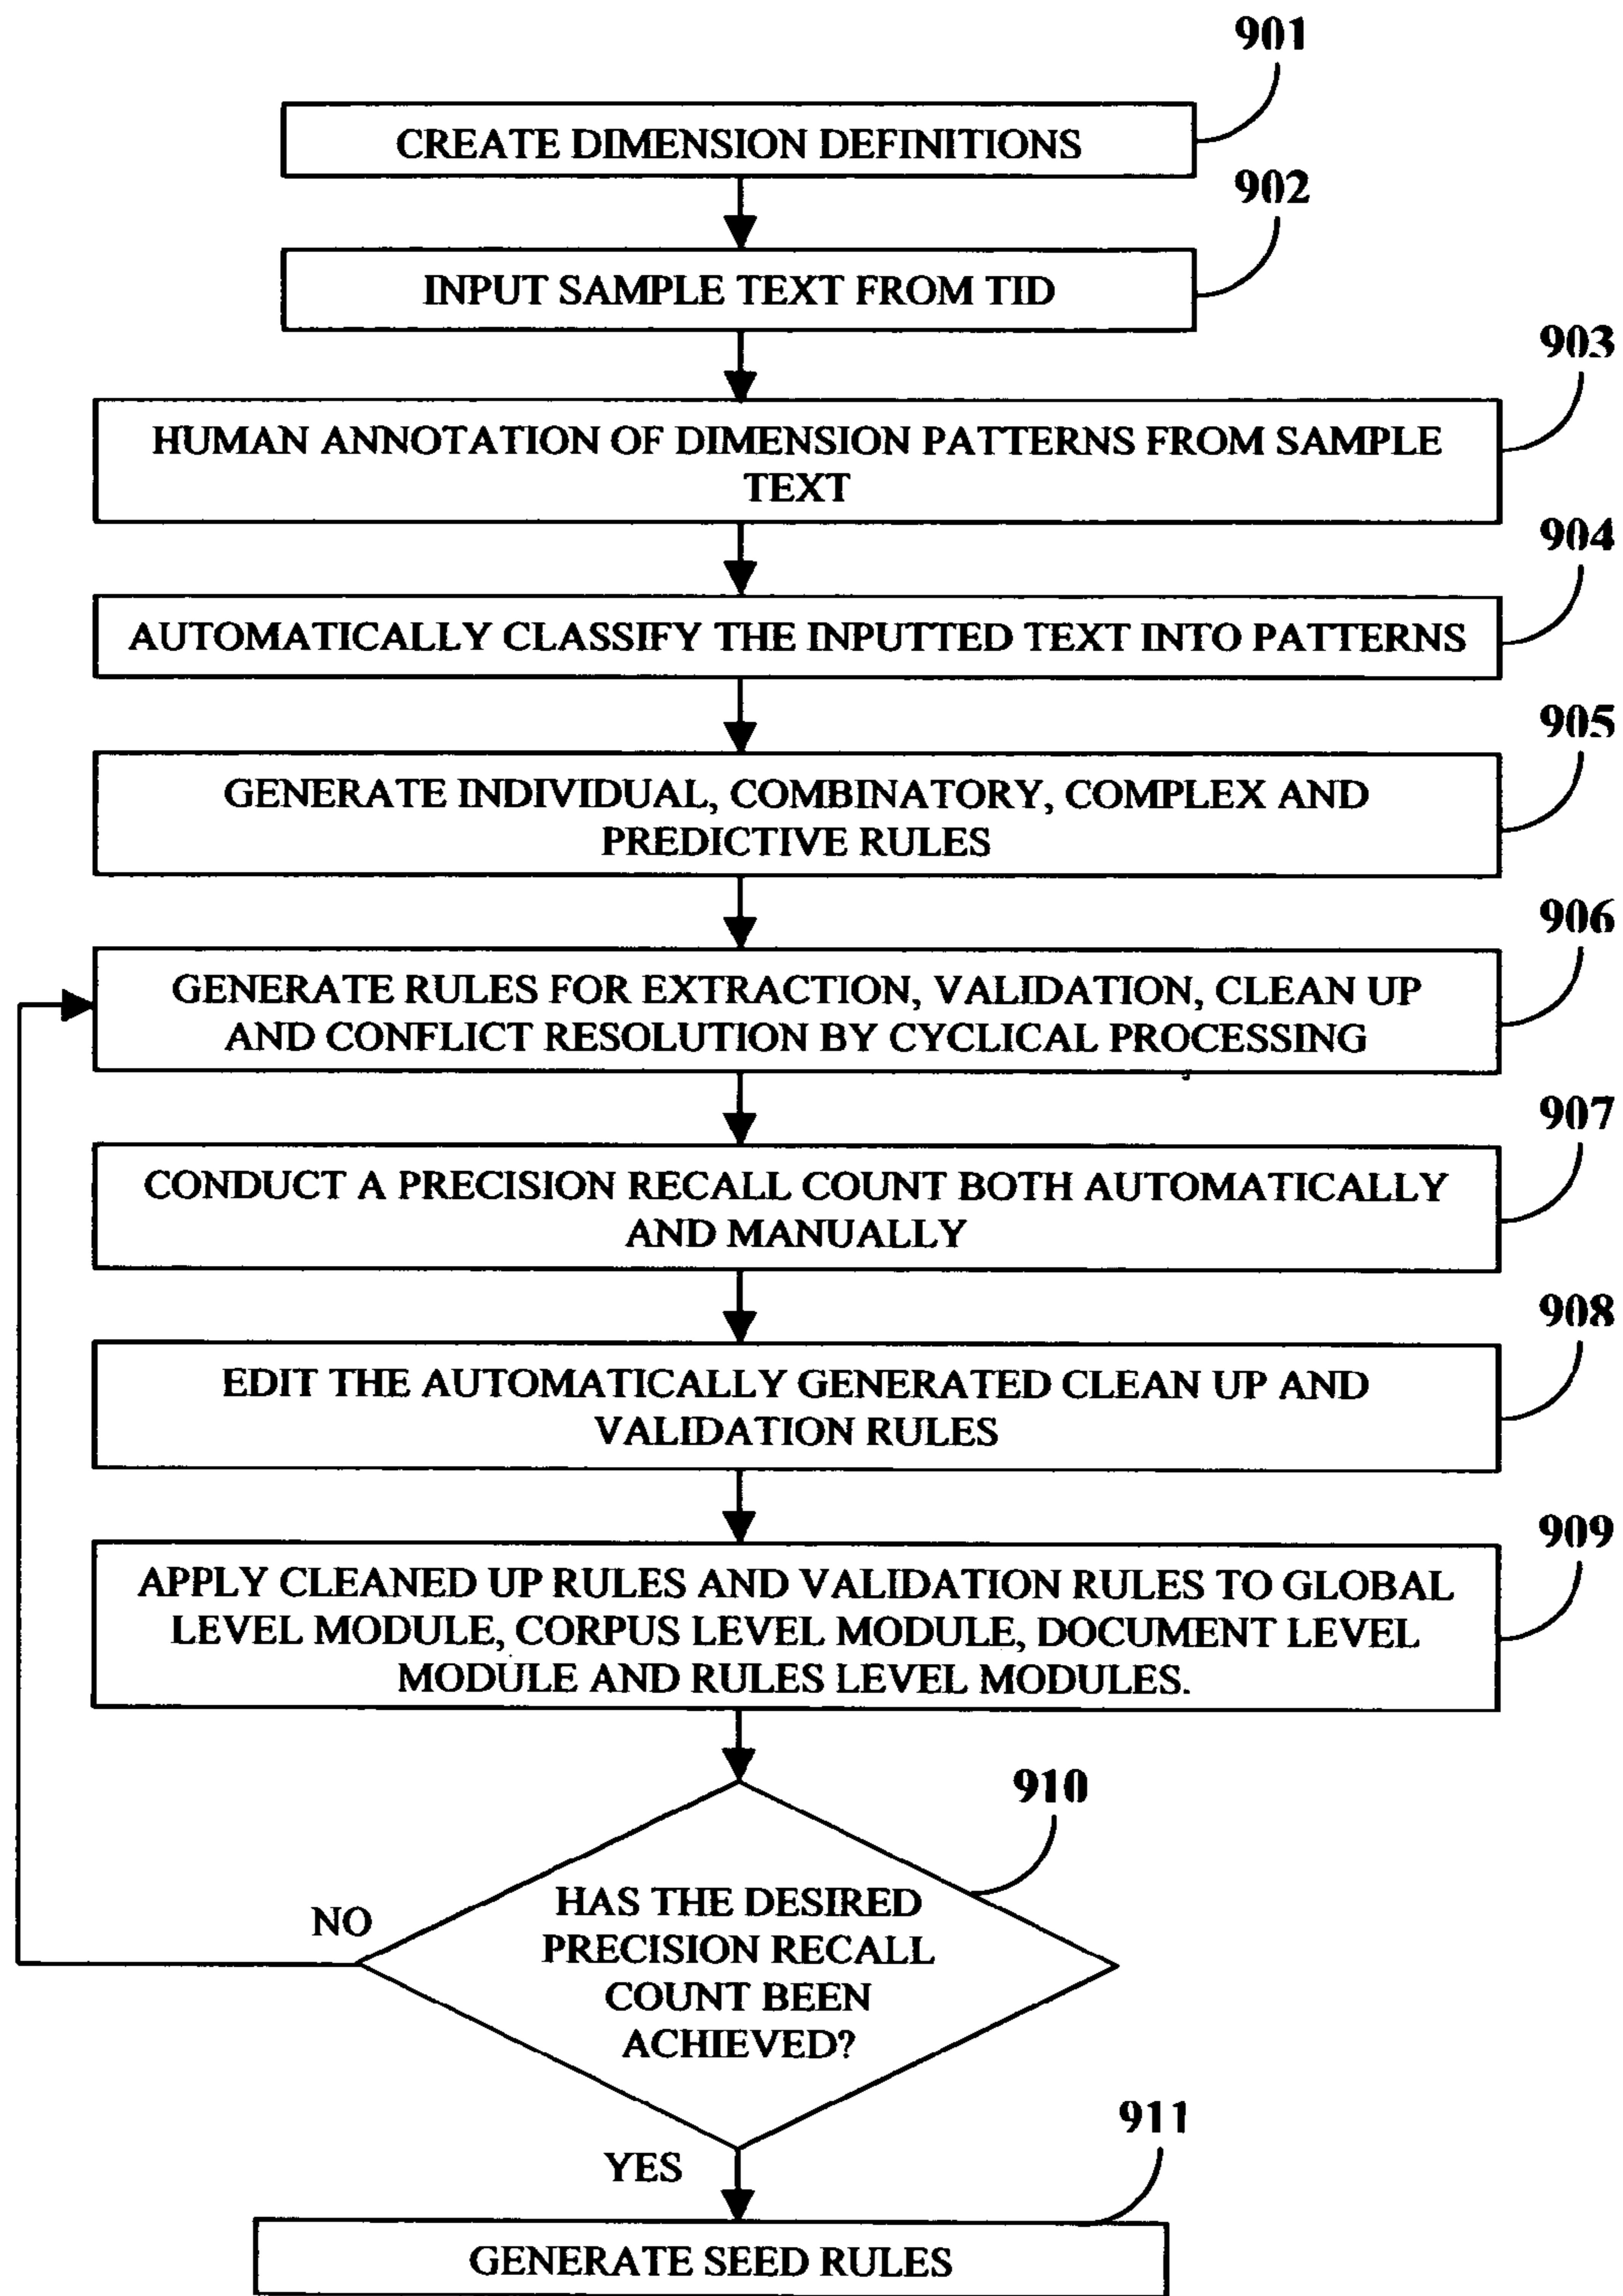 901
CREATE DIMENSION DEFINITIONS
902
INPUT SAMPLE TEXT FROM TID
903
HUMAN ANNOTATION OF DIMENSION PATTERNS FROM SAMPLE
TEXT
904
AUTOMATICALLY CLASSIFY THE INPUTTED TEXT INTO PATTERNS
905
GENERATE INDIVIDUAL, COMBINATORY, COMPLEX AND
PREDICTIVE RULES
906
GENERATE RULES FOR EXTRACTION, VALIDATION, CLEAN UP
AND CONFLICT RESOLUTION BY CYCLICAL PROCESSING
907
CONDUCT A PRECISION RECALL COUNT BOTH AUTOMATICALLY
AND MANUALLY
908
EDIT THE AUTOMATICALLY GENERATED CLEAN UP AND
VALIDATION RULES
909
APPLY CLEANED UP RULES AND VALIDATION RULES TO GLOBAL
LEVEL MODULE, CORPUS LEVEL MODULE, DOCUMENT LEVEL
MODULE AND RULES LEVEL MODULES.
910
NO
HAS THE DESIRED
PRECISION RECALL
COUNT BEEN
ACHIEVED?
911
YES
GENERATE SEED RULES